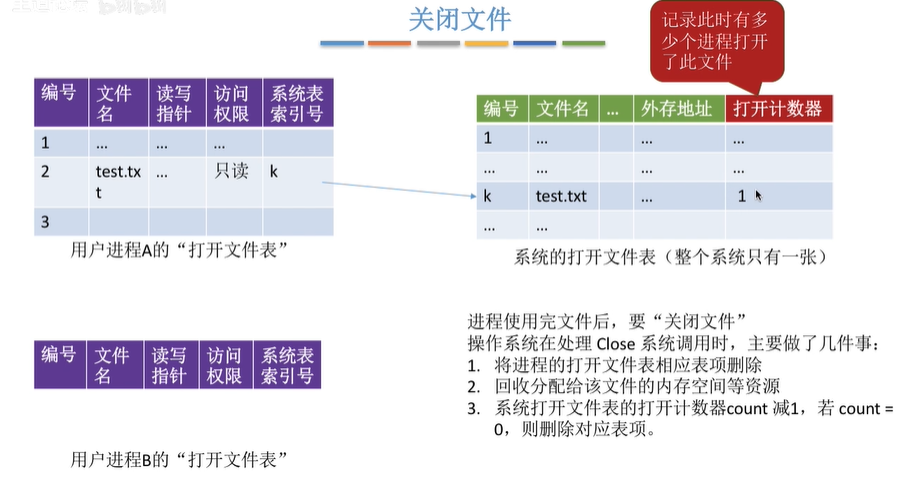 关闭文件
记录此时有多
少个进程打开
了此文件
编号 文件名 读写指针 访问权限 系统表索引号
1 … … …
2 test.txt … 只读 k
3
用户进程A的“打开文件表”
编号 文件名 … 外存地址 打开计数器
1 … … …
… … … …
k test.txt … 1
… …
系统的打开文件表（整个系统只有一张）
编号 文件名 读写指针 访问权限 系统表索引号
用户进程B的“打开文件表”
进程使用完文件后，要“关闭文件”
操作系统在处理 Close 系统调用时，主要做了几件事：
1. 将进程的打开文件表相应表项删除
2. 回收分配给该文件的内存空间等资源
3. 系统打开文件表的打开计数器count 减1，若 count =
0，则删除对应表项。